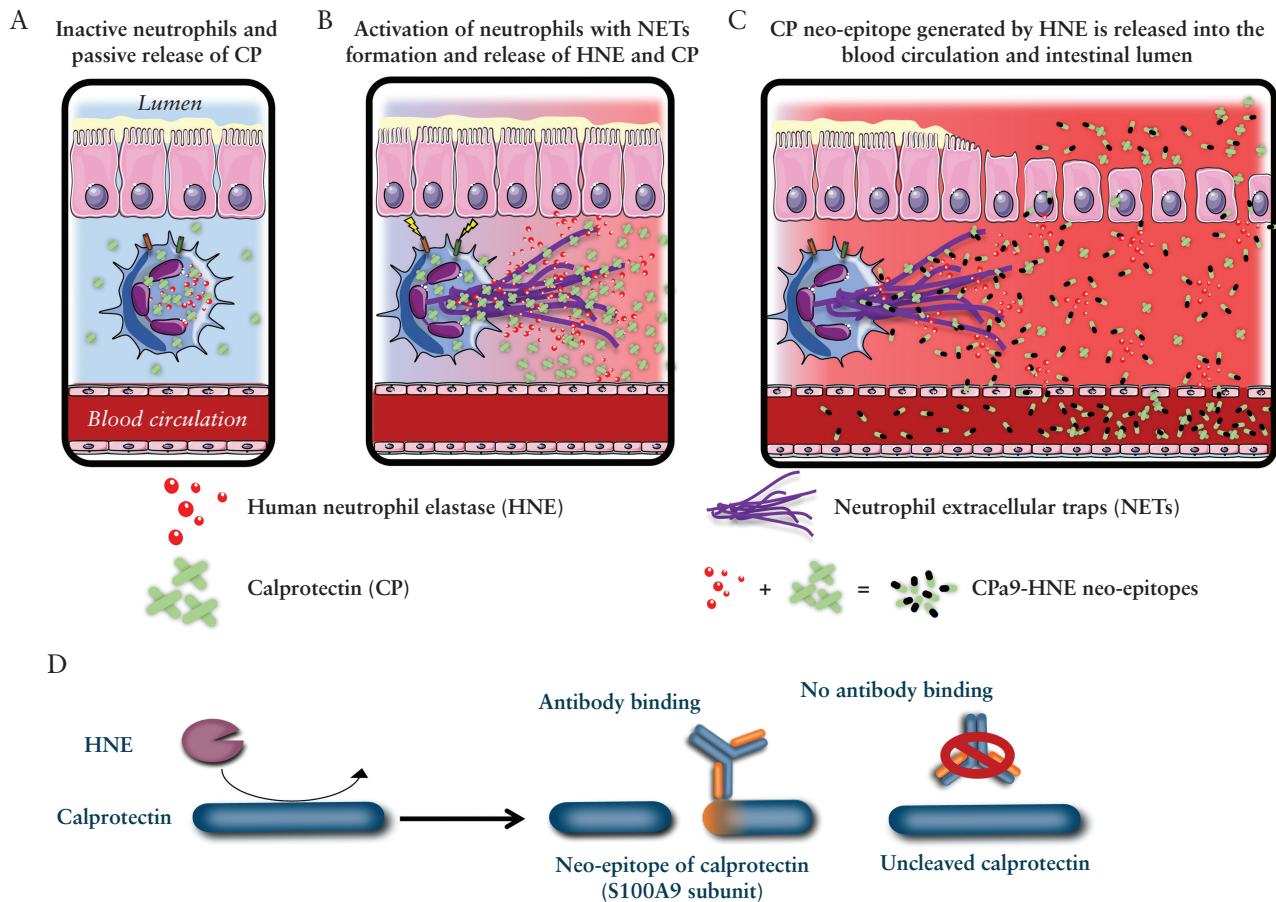 A
Inactive neutrophils and
passive release of CP
B
Activation of neutrophils with NETs
formation and release of HNE and CP
C
CP neo-epitope generated by HNE is released into the
blood circulation and intestinal lumen
Lumen
Blood circulation
Human neutrophil elastase (HNE)
Calprotectin (CP)
Neutrophil extracellular traps (NETs)
+ = CPa9-HNE neo-epitopes
D
HNE
Calprotectin
Antibody binding
No antibody binding
Neo-epitope of calprotectin
(S100A9 subunit)
Uncleaved calprotectin